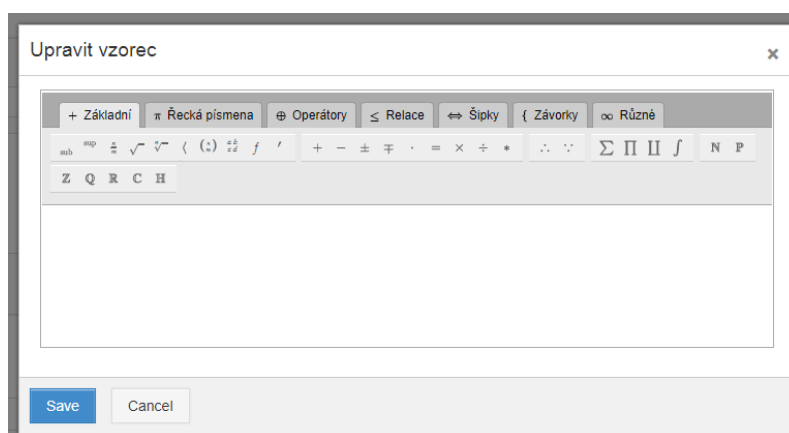 Upravit vzorec ×
+ Základní π Řecká písmena ⊕ Operátory ≤ Relace ⇔ Šipky { Závorky ∞ Různé
sub sup √ ⟨ f ′ + − ± ∓ · = × ÷ * ∴ ∵ ∑ ∏ ∐ ∫ ℕ ℙ
ℤ ℚ ℝ ℂ ℍ
Save Cancel